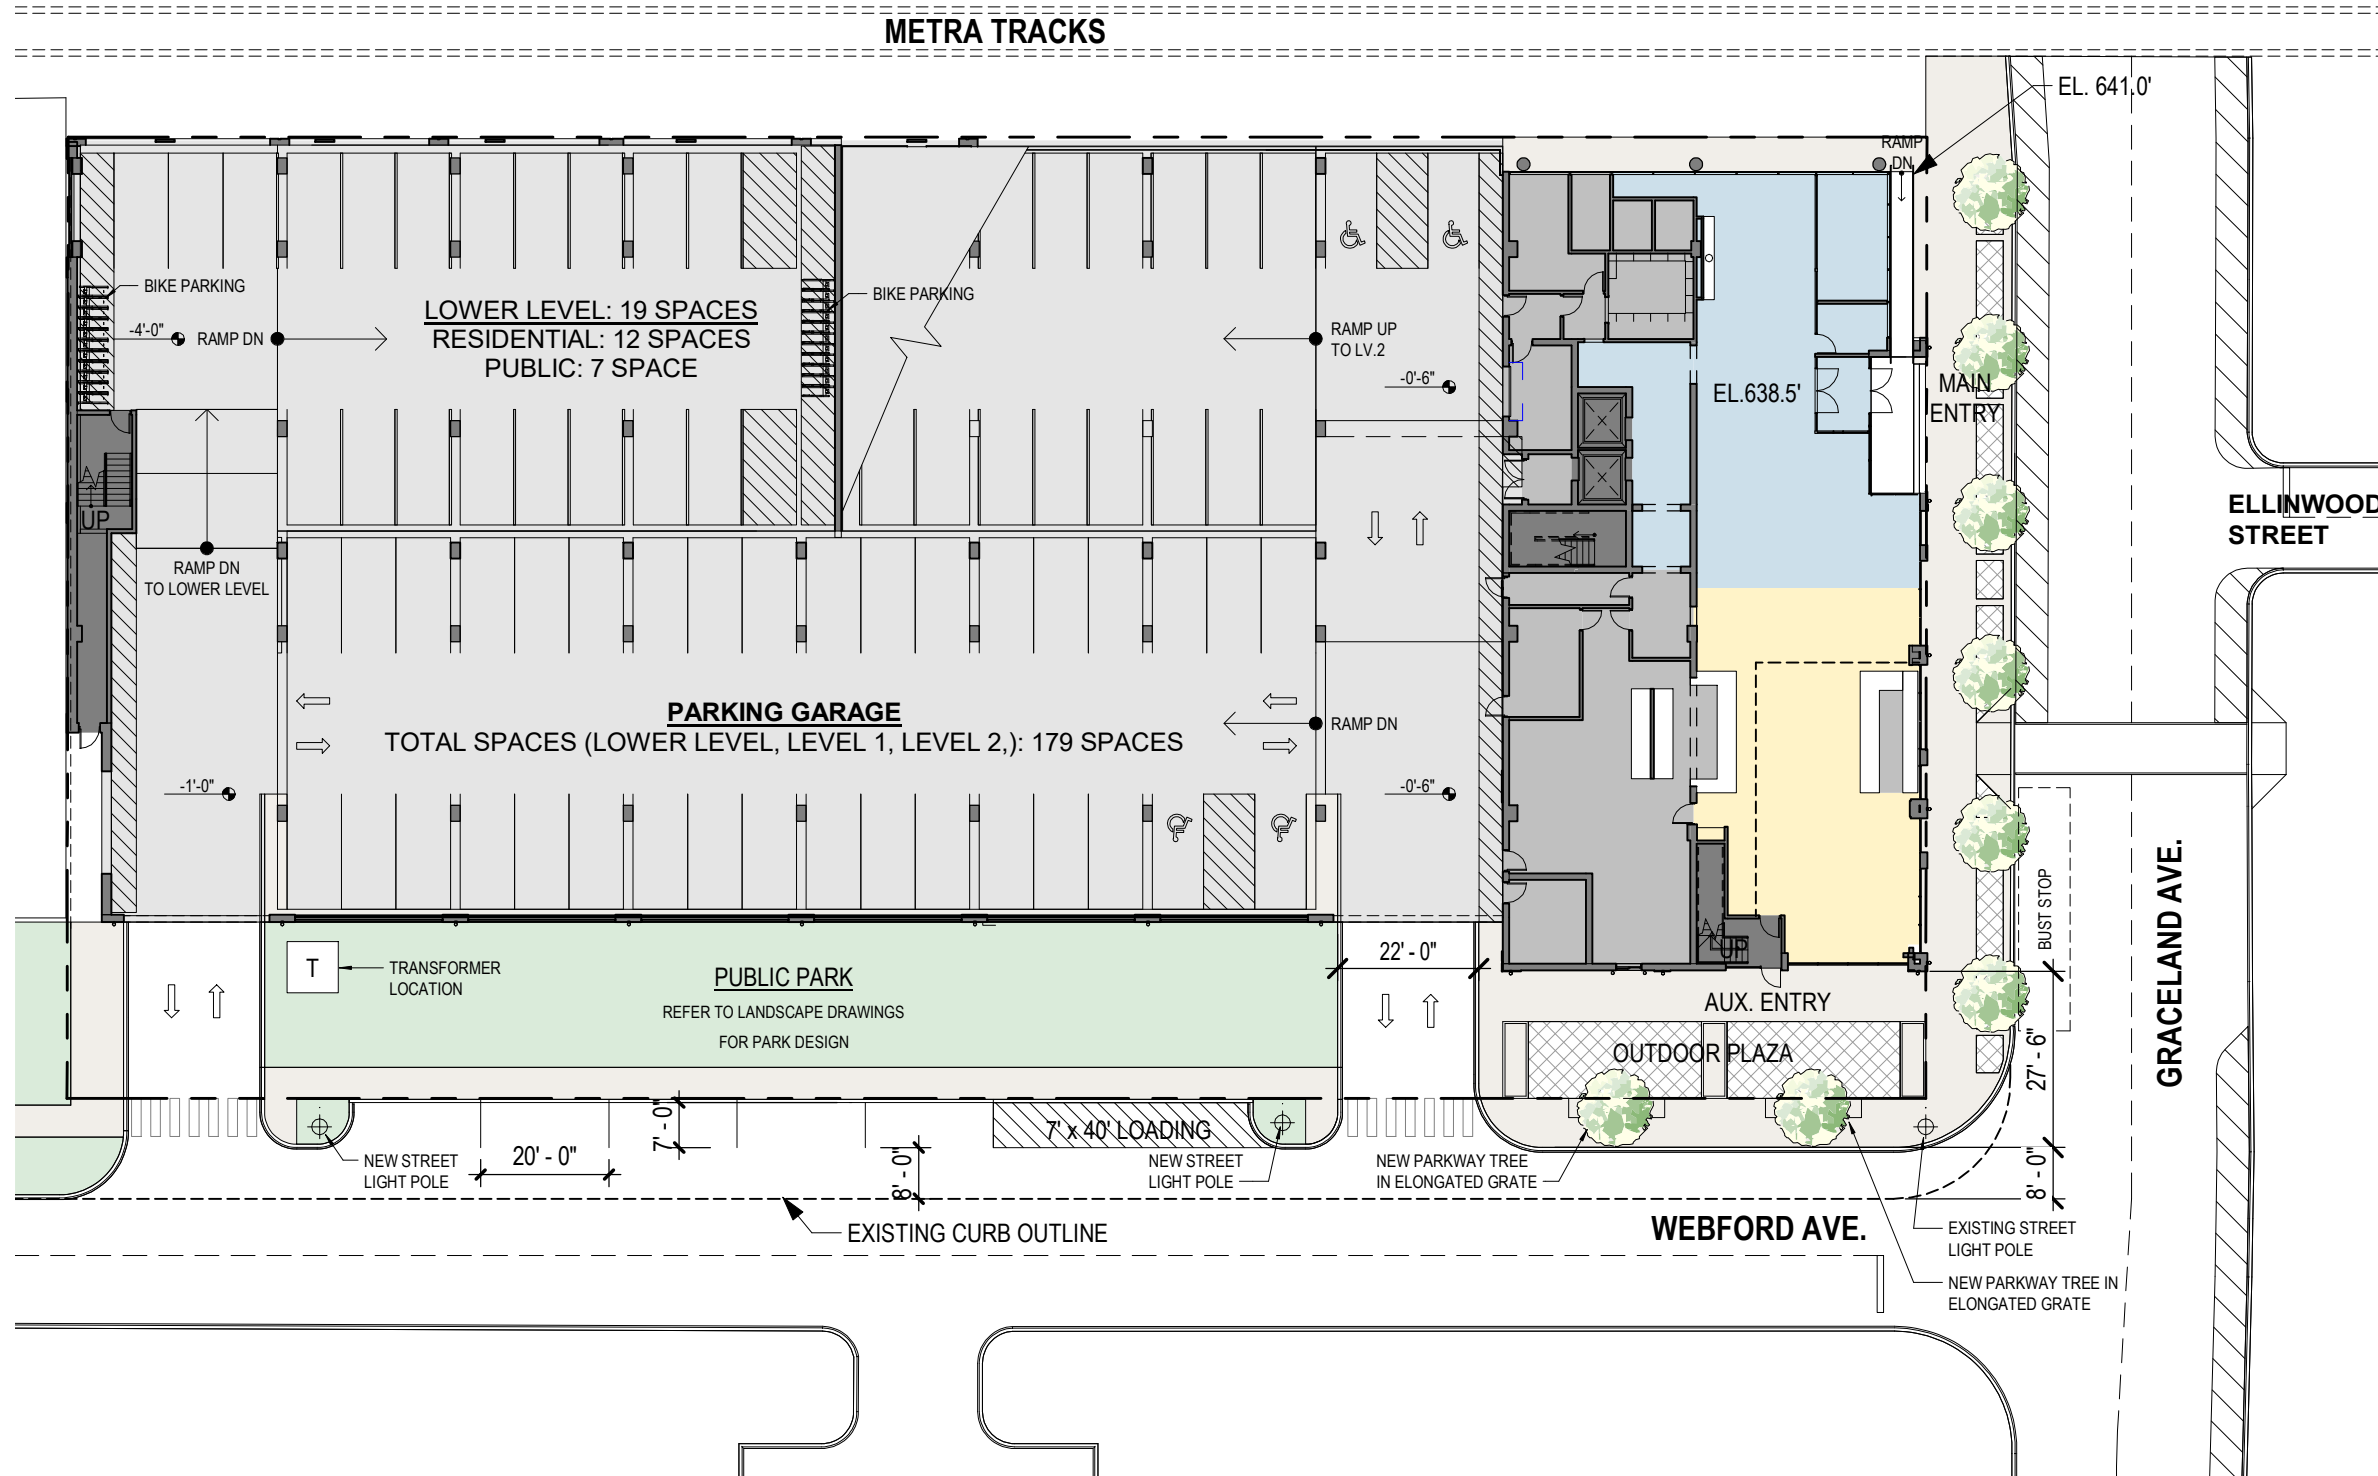 METRA TRACKS
EL. 641.0'
RAMP
DN
BIKE PARKING
BIKE PARKING
LOWER LEVEL: 19 SPACES
RESIDENTIAL: 12 SPACES
PUBLIC: 7 SPACE
-4'-0"
RAMP DN
RAMP UP
TO LV.2
-0'-6"
EL.638.5'
MAIN
ENTRY
UP
ELLINWOOD
STREET
RAMP DN
TO LOWER LEVEL
PARKING GARAGE
TOTAL SPACES (LOWER LEVEL, LEVEL 1, LEVEL 2,): 179 SPACES
RAMP DN
-1'-0"
-0'-6"
BUST STOP
GRACELAND AVE.
T
TRANSFORMER
LOCATION
PUBLIC PARK
REFER TO LANDSCAPE DRAWINGS
FOR PARK DESIGN
22' - 0"
UP
AUX. ENTRY
OUTDOOR PLAZA
27' - 6"
7' - 0"
7' x 40' LOADING
20' - 0"
8' - 0"
8' - 0"
NEW STREET
LIGHT POLE
NEW STREET
LIGHT POLE
NEW PARKWAY TREE
IN ELONGATED GRATE
EXISTING CURB OUTLINE
WEBFORD AVE.
EXISTING STREET
LIGHT POLE
NEW PARKWAY TREE IN
ELONGATED GRATE